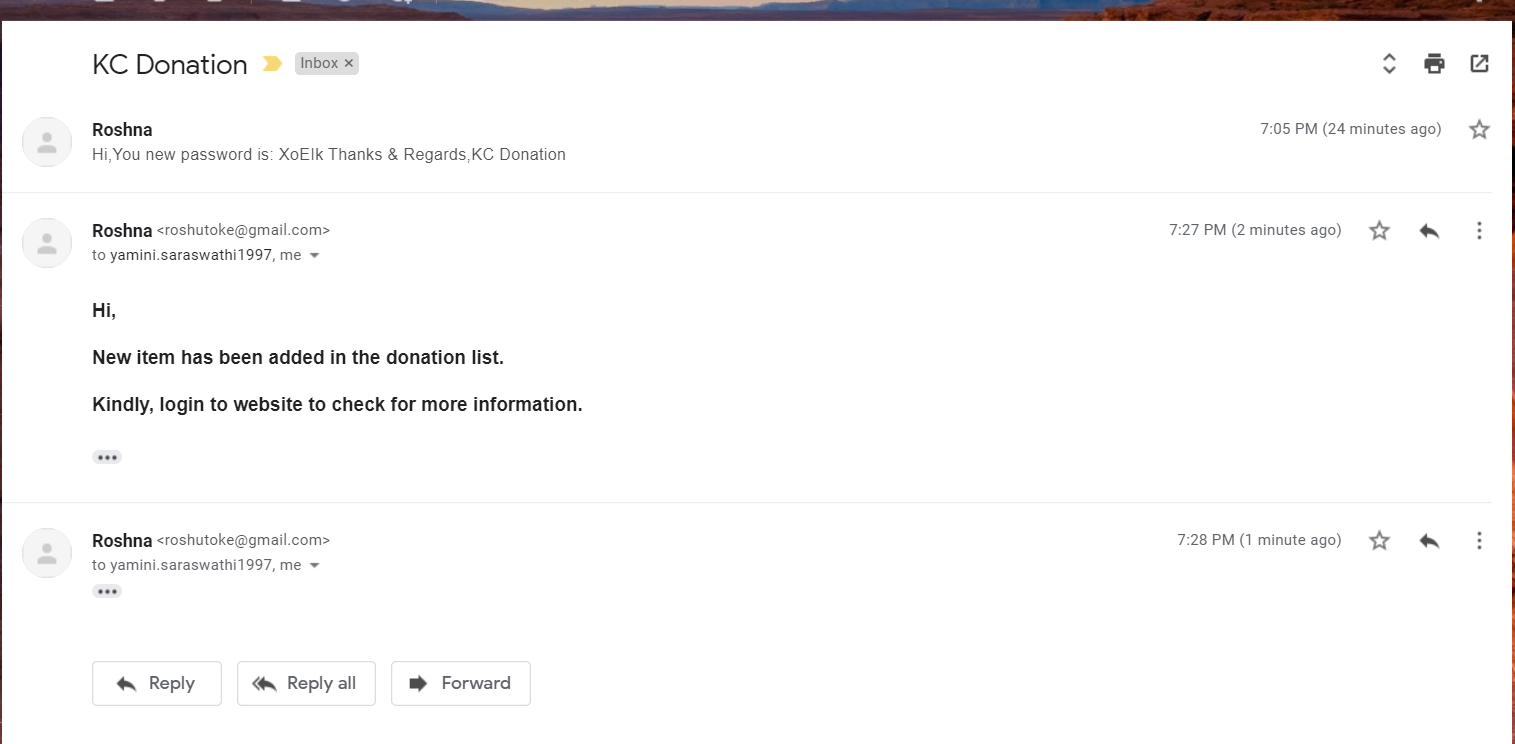 KC Donation Inbox ×
Roshna 7:05 PM (24 minutes ago)
Hi,You new password is: XoElk Thanks & Regards,KC Donation
Roshna <roshutoke@gmail.com> 7:27 PM (2 minutes ago)
to yamini.saraswathi1997, me
Hi,
New item has been added in the donation list.
Kindly, login to website to check for more information.
Roshna <roshutoke@gmail.com> 7:28 PM (1 minute ago)
to yamini.saraswathi1997, me
Reply Reply all Forward